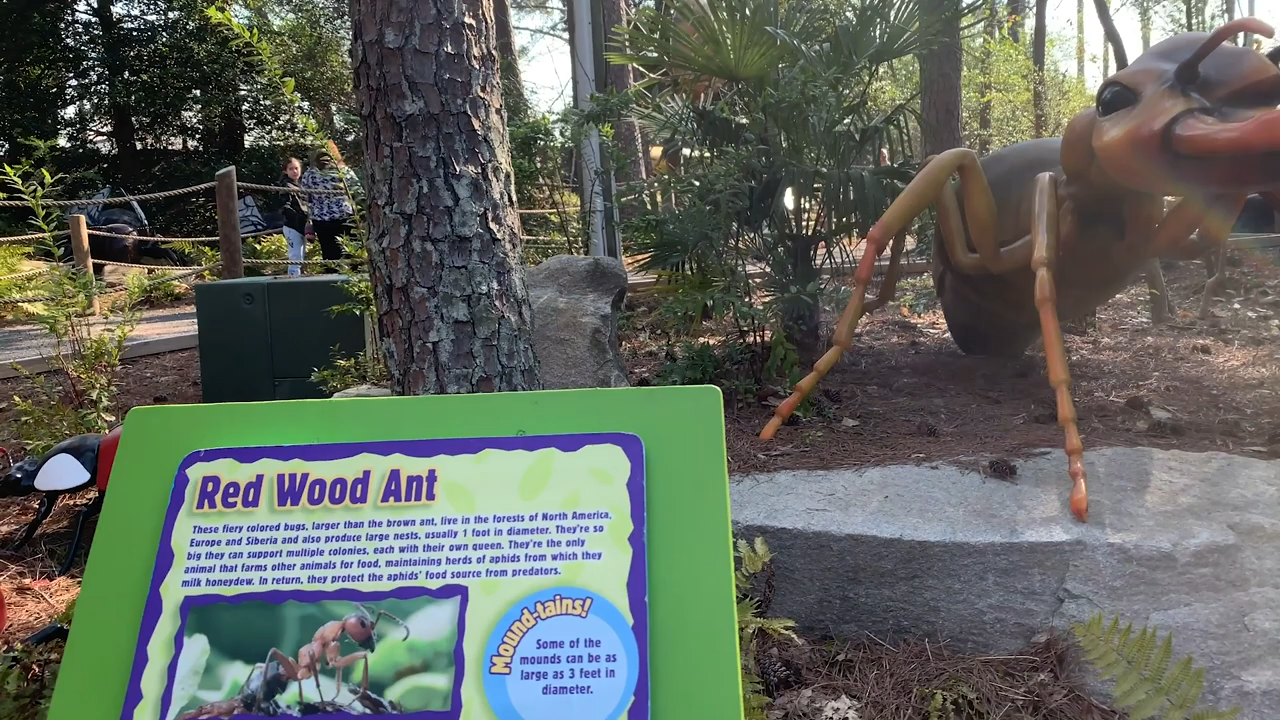 Red Wood Ant
These fiery colored bugs, larger than the brown ant, live in the forests of North America,
Europe and Siberia and also produce large nests, usually 1 foot in diameter. They're so
big they can support multiple colonies, each with their own queen. They're the only
animal that farms other animals for food, maintaining herds of aphids from which they
milk honeydew. In return, they protect the aphids' food source from predators.
Mound-tains!
Some of the
mounds can be as
large as 3 feet in
diameter.